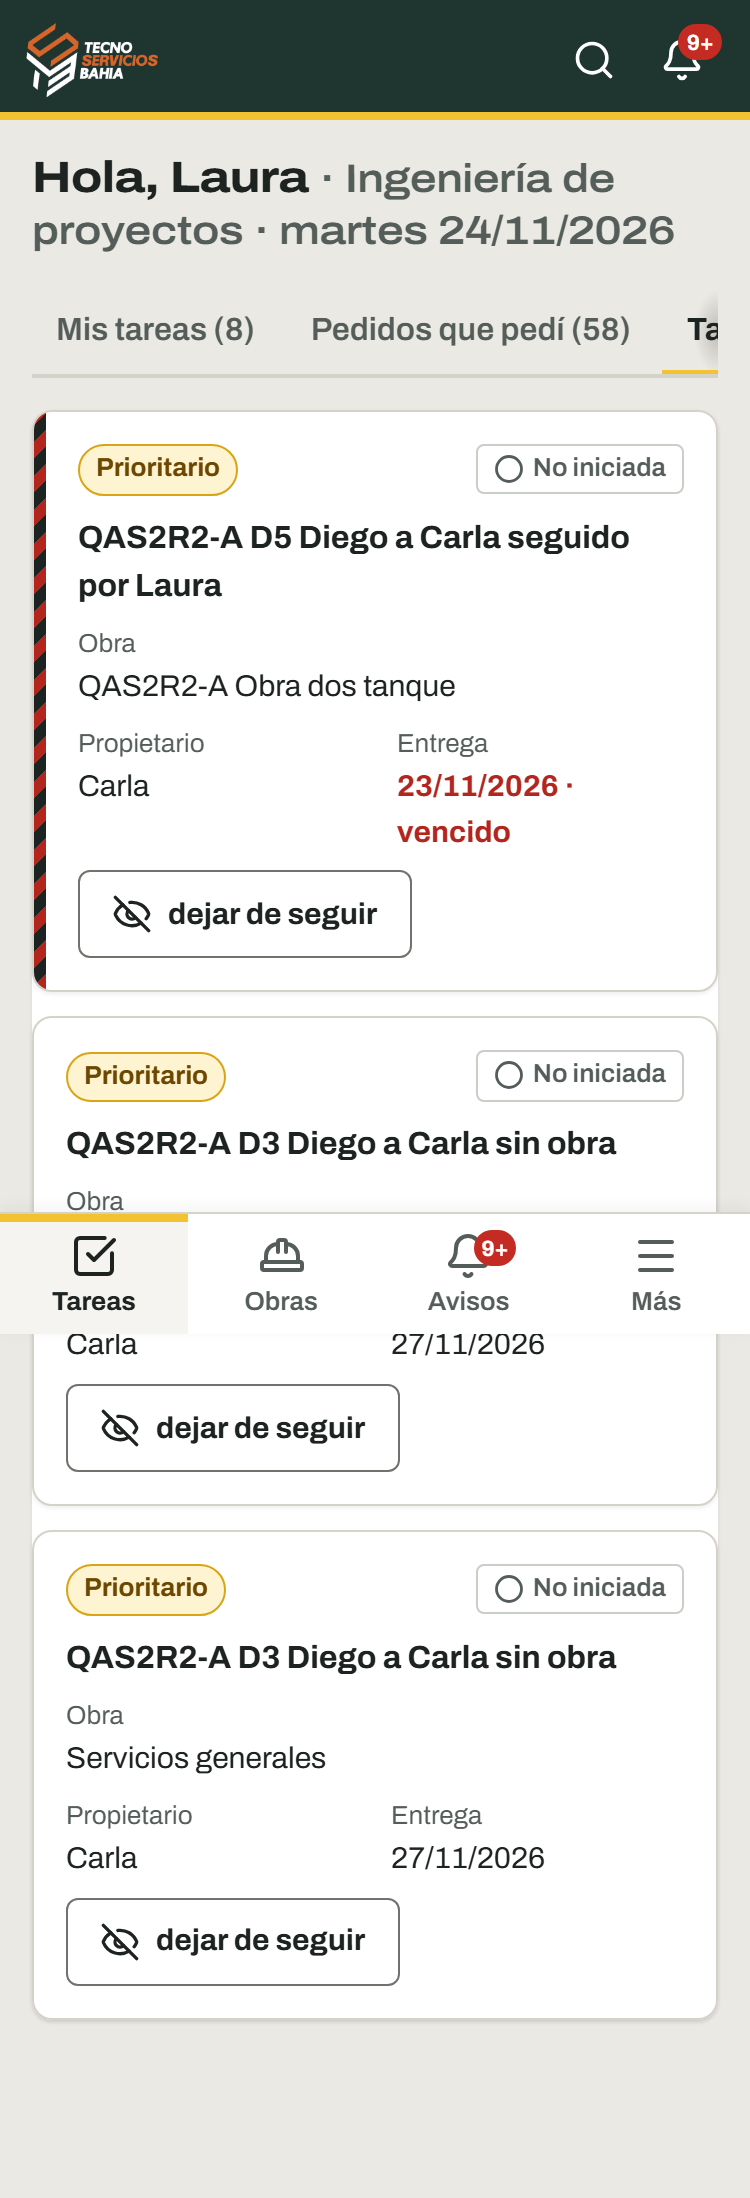 TECNO
SERVICIOS
BAHIA
9+
Hola, Laura · Ingeniería de
proyectos · martes 24/11/2026
Mis tareas (8) Pedidos que pedí (58) Ta
Prioritario No iniciada
QAS2R2-A D5 Diego a Carla seguido
por Laura
Obra
QAS2R2-A Obra dos tanque
Propietario Entrega
Carla 23/11/2026 ·
vencido
dejar de seguir
Prioritario No iniciada
QAS2R2-A D3 Diego a Carla sin obra
Obra
9+
Tareas Obras Avisos Más
Carla 27/11/2026
dejar de seguir
Prioritario No iniciada
QAS2R2-A D3 Diego a Carla sin obra
Obra
Servicios generales
Propietario Entrega
Carla 27/11/2026
dejar de seguir